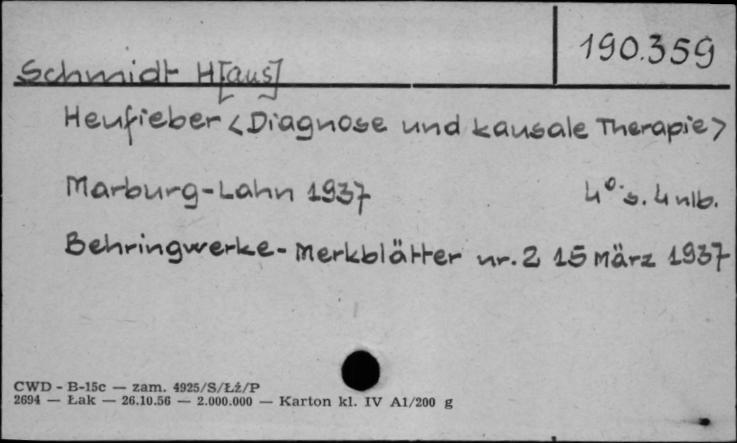 190.359
Schmidt H[aus]
Heufieber <Diagnose und kausale Therapie>
Marburg-Lahn 1937 4° s. 4 nlb.
Behringwerke-Merkblätter nr. 2 15 März 1937
CWD - B-15c — zam. 4925/S/Łź/P
2694 — Łak — 26.10.56 — 2.000.000 — Karton kl. IV A1/200 g